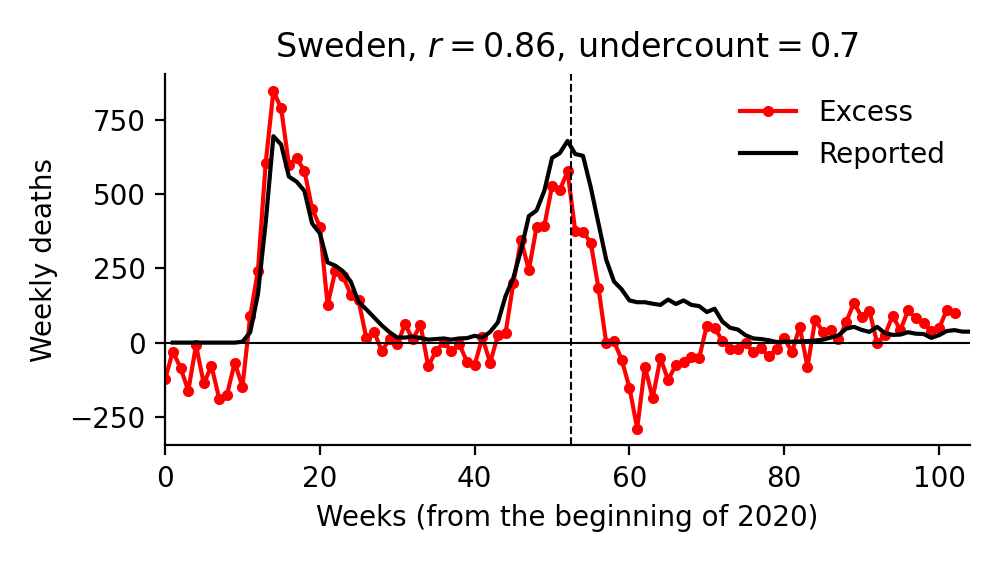 Sweden, r = 0.86, undercount = 0.7
Excess
Reported
Weekly deaths
750
500
250
0
−250
0 20 40 60 80 100
Weeks (from the beginning of 2020)